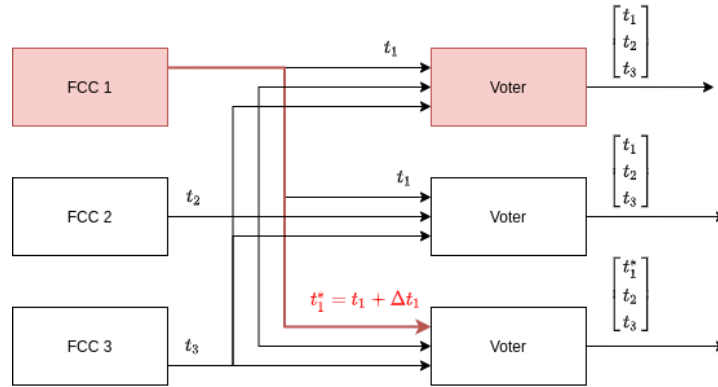 FCC 1
t₁
Voter
[t₁
t₂
t₃]
FCC 2
t₂
t₁
Voter
[t₁
t₂
t₃]
t₁* = t₁ + Δt₁
FCC 3
t₃
Voter
[t₁*
t₂
t₃]